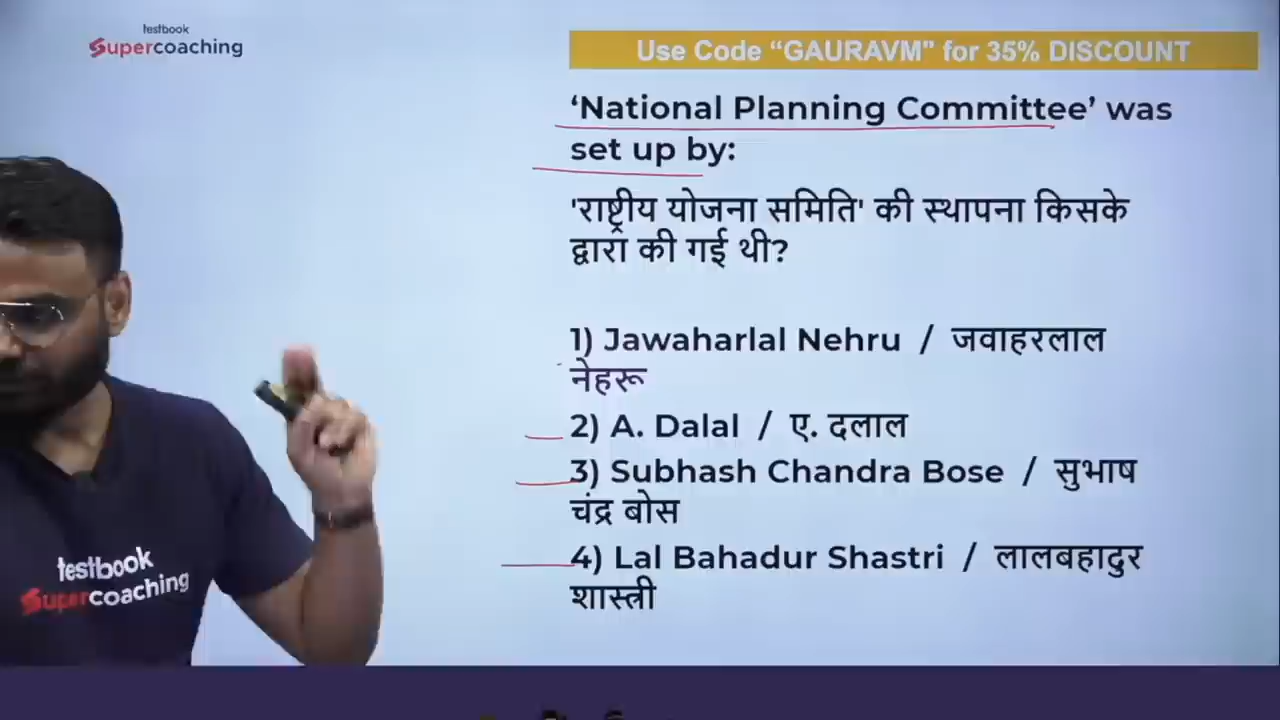 testbook
Supercoaching
Use Code “GAURAVM" for 35% DISCOUNT
‘National Planning Committee’ was
set up by:
'राष्ट्रीय योजना समिति' की स्थापना किसके
द्वारा की गई थी?
1) Jawaharlal Nehru / जवाहरलाल
नेहरू
2) A. Dalal / ए. दलाल
3) Subhash Chandra Bose / सुभाष
चंद्र बोस
4) Lal Bahadur Shastri / लालबहादुर
शास्त्री
testbook
Supercoaching